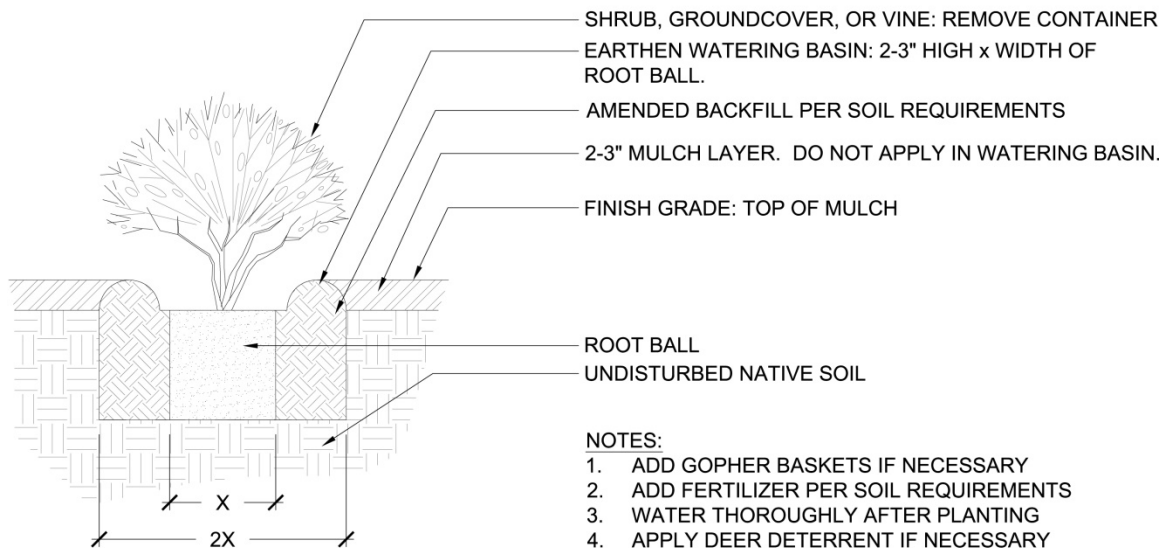 SHRUB, GROUNDCOVER, OR VINE: REMOVE CONTAINER
EARTHEN WATERING BASIN: 2-3" HIGH x WIDTH OF
ROOT BALL.
AMENDED BACKFILL PER SOIL REQUIREMENTS
2-3" MULCH LAYER.  DO NOT APPLY IN WATERING BASIN.
FINISH GRADE: TOP OF MULCH
ROOT BALL
UNDISTURBED NATIVE SOIL
X
2X
NOTES:
1. ADD GOPHER BASKETS IF NECESSARY
2. ADD FERTILIZER PER SOIL REQUIREMENTS
3. WATER THOROUGHLY AFTER PLANTING
4. APPLY DEER DETERRENT IF NECESSARY